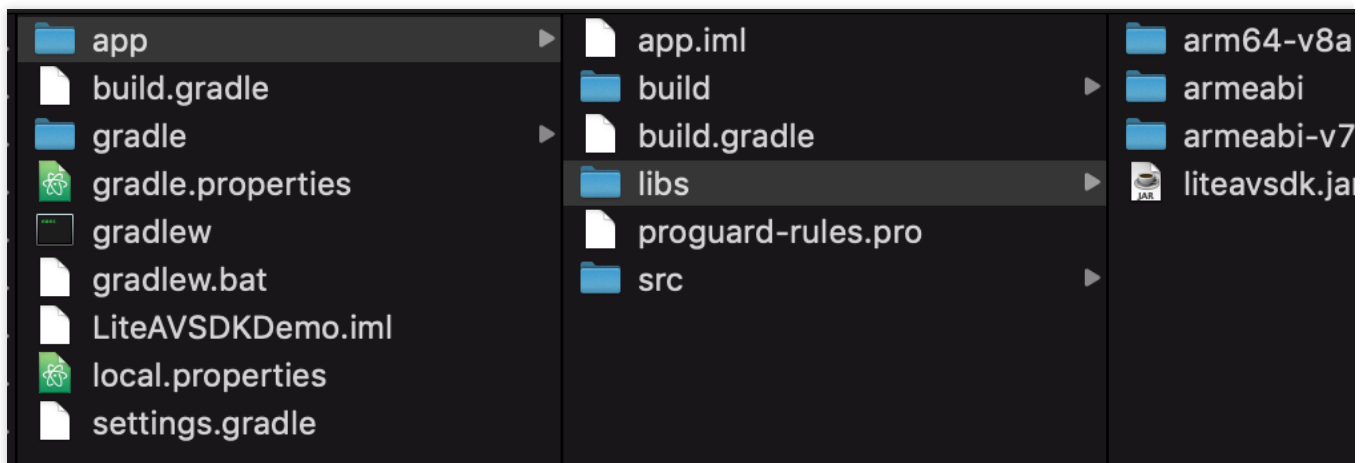 app
build.gradle
gradle
gradle.properties
gradlew
gradlew.bat
LiteAVSDKDemo.iml
local.properties
settings.gradle
app.iml
build
build.gradle
libs
proguard-rules.pro
src
arm64-v8a
armeabi
armeabi-v7
liteavsdk.jar
JAR